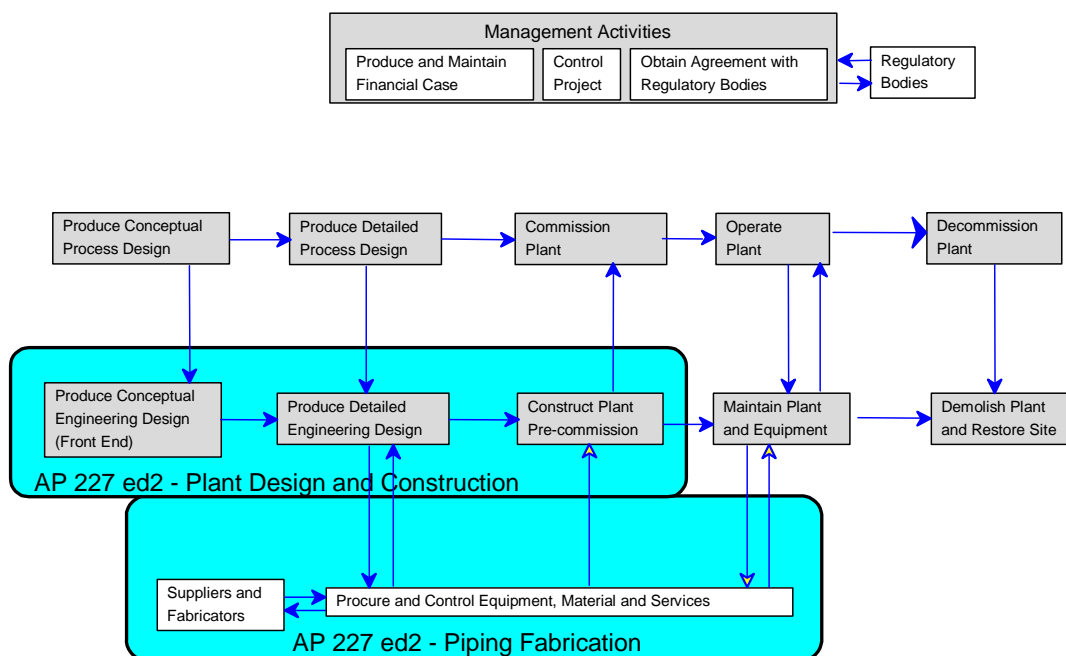 Management Activities
Produce and Maintain
Financial Case
Control
Project
Obtain Agreement with
Regulatory Bodies
Regulatory
Bodies
Produce Conceptual
Process Design
Produce Detailed
Process Design
Commission
Plant
Operate
Plant
Decommission
Plant
Produce Conceptual
Engineering Design
(Front End)
Produce Detailed
Engineering Design
Construct Plant
Pre-commission
Maintain Plant
and Equipment
Demolish Plant
and Restore Site
AP 227 ed2 - Plant Design and Construction
Suppliers and
Fabricators
Procure and Control Equipment, Material and Services
AP 227 ed2 - Piping Fabrication